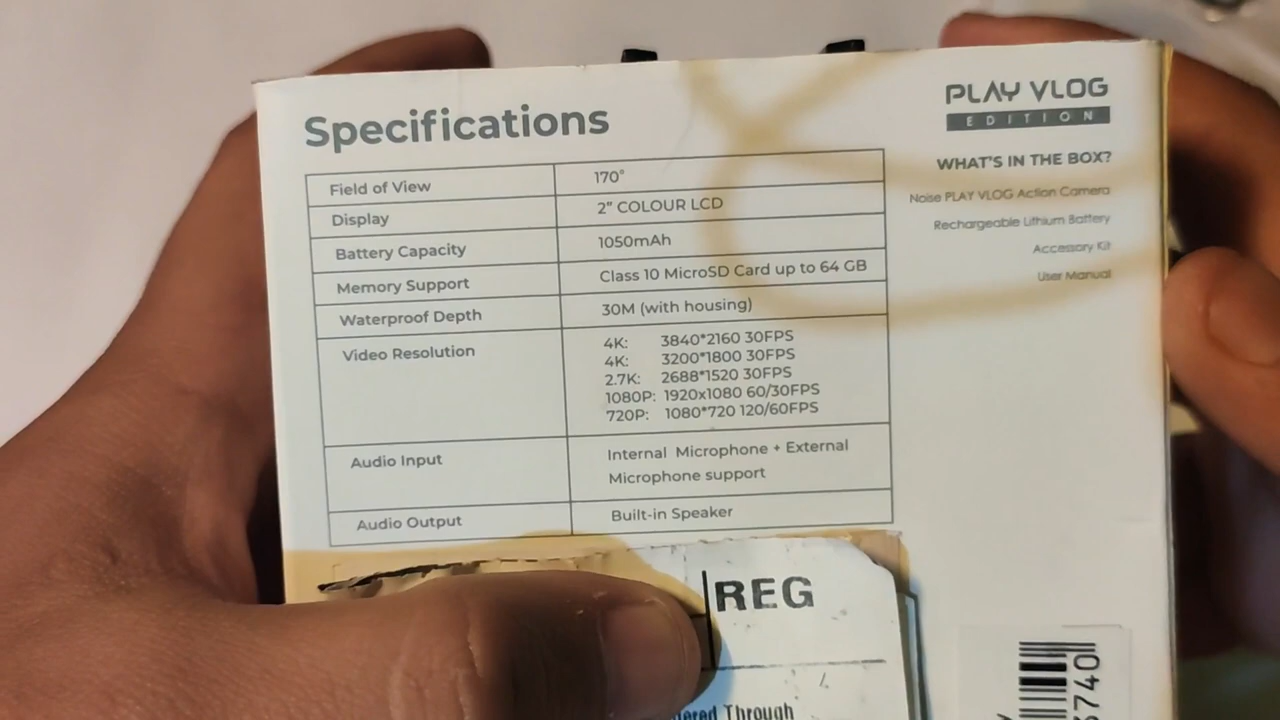 Specifications
Field of View 170°
Display 2" COLOUR LCD
Battery Capacity 1050mAh
Memory Support Class 10 MicroSD Card up to 64 GB
Waterproof Depth 30M (with housing)
Video Resolution 4K: 3840*2160 30FPS
4K: 3200*1800 30FPS
2.7K: 2688*1520 30FPS
1080P: 1920x1080 60/30FPS
720P: 1080*720 120/60FPS
Audio Input Internal Microphone + External
Microphone support
Audio Output Built-in Speaker
PLAY VLOG
EDITION
WHAT'S IN THE BOX?
Noise PLAY VLOG Action Camera
Rechargeable Lithium Battery
Accessory Kit
User Manual
REG
Through
6740